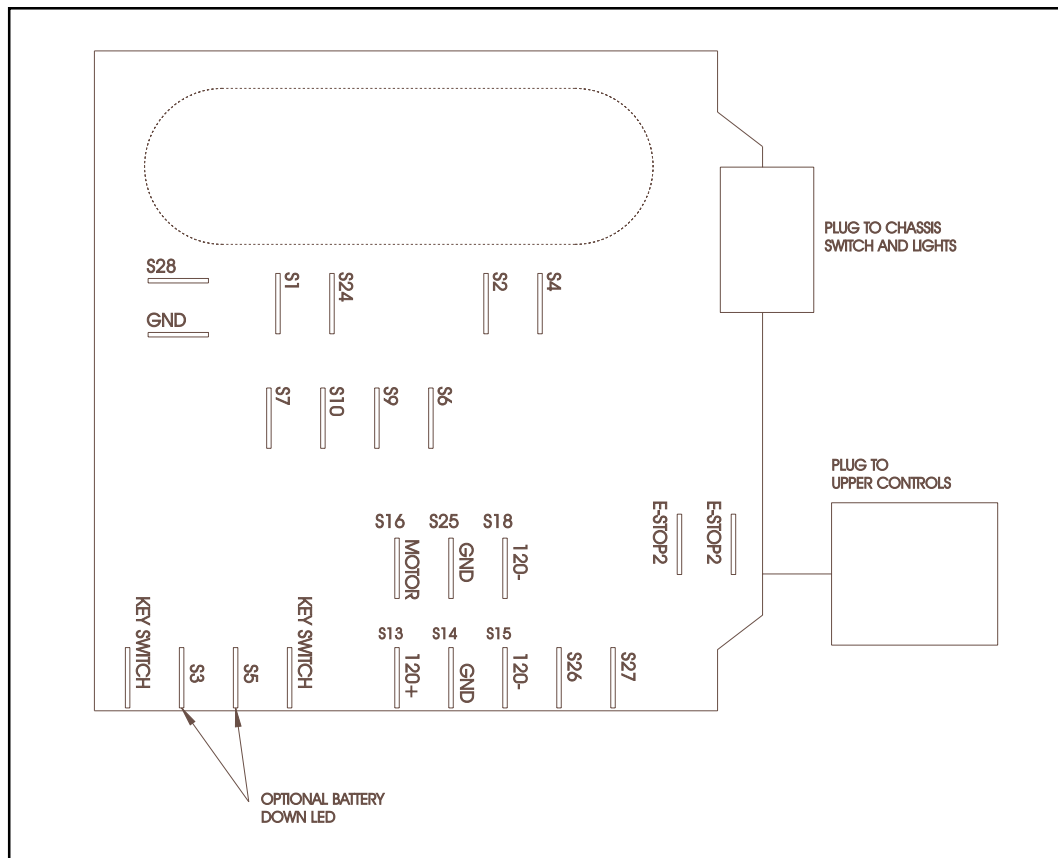 PLUG TO CHASSIS
SWITCH AND LIGHTS
S28
S1
S24
S2
S4
GND
S7
S10
S9
S6
PLUG TO
UPPER CONTROLS
E-STOP2
E-STOP2
S16
S25
S18
MOTOR
GND
120-
KEY SWITCH
S3
S5
KEY SWITCH
S13
S14
S15
120+
GND
120-
S26
S27
OPTIONAL BATTERY
DOWN LED